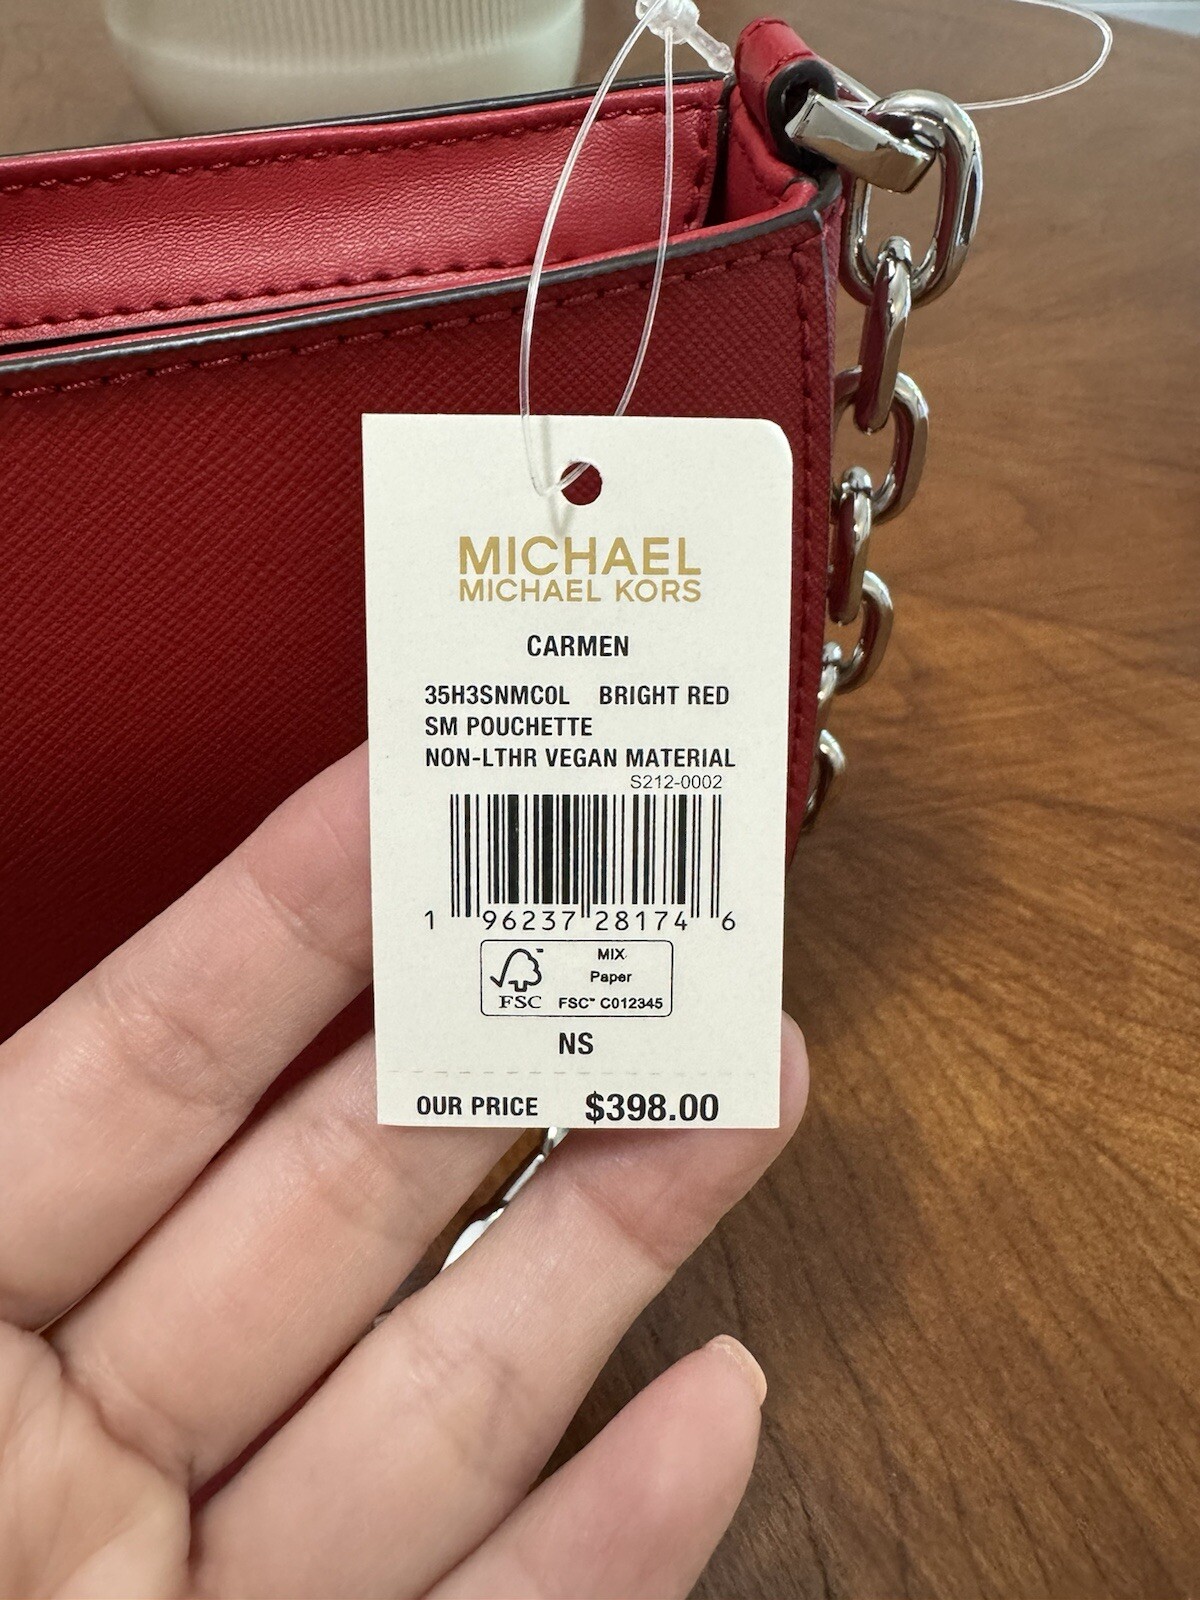 MICHAEL
MICHAEL KORS
CARMEN
35H3SNMC0L BRIGHT RED
SM POUCHETTE
NON-LTHR VEGAN MATERIAL
S212-0002
1 96237 28174 6
MIX
Paper
FSC FSC™ C012345
NS
OUR PRICE $398.00